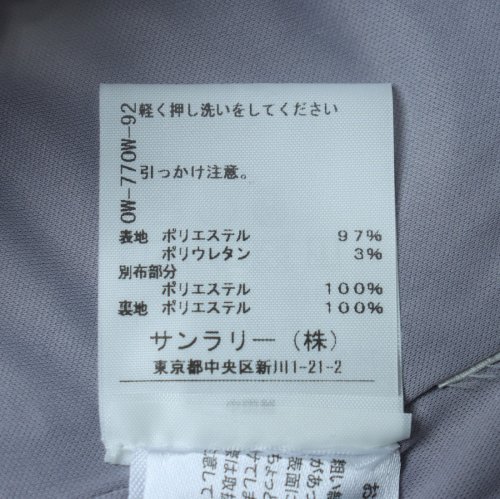 軽く押し洗いをしてください
引っかけ注意。
表地 ポリエステル 97%
ポリウレタン 3%
別布部分
ポリエステル 100%
裏地 ポリエステル 100%
サンラリー(株)
東京都中央区新川1-21-2
OW-770W-92